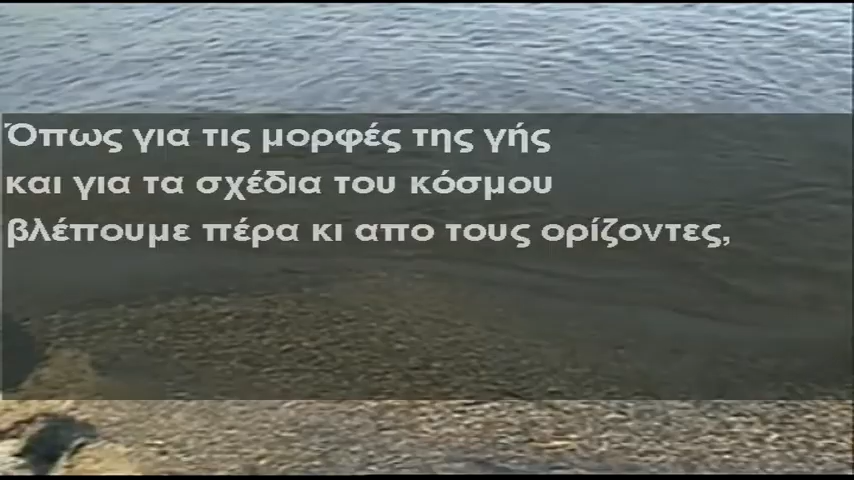 Όπως για τις μορφές της γής
και για τα σχέδια του κόσμου
βλέπουμε πέρα κι απο τους ορίζοντες,